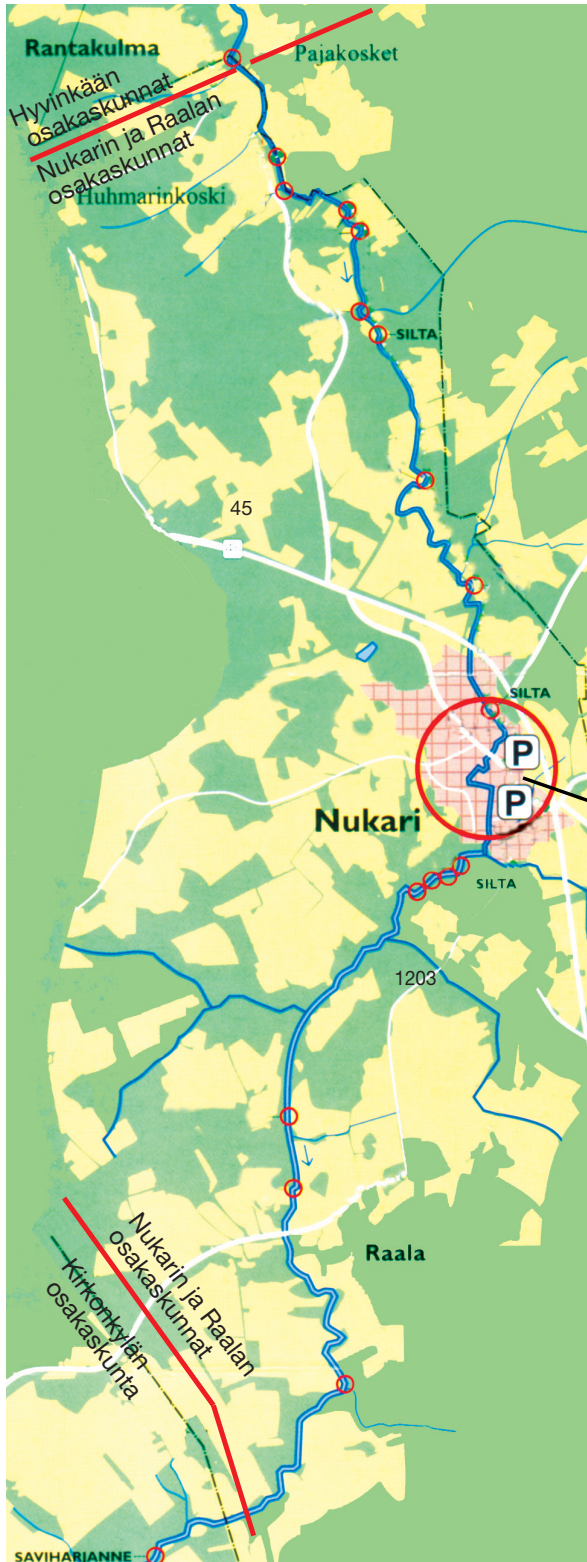 Rantakulma
Pajakosket
Hyvinkään
osakaskunnat
Nukarin ja Raalan
osakaskunnat
Huhmarinkoski
SILTA
45
SILTA
P
P
Nukari
SILTA
1203
Nukarin ja Raalan
osakaskunnat
Raala
Kirkonkylän
osakaskunta
SAVIHARJANNE